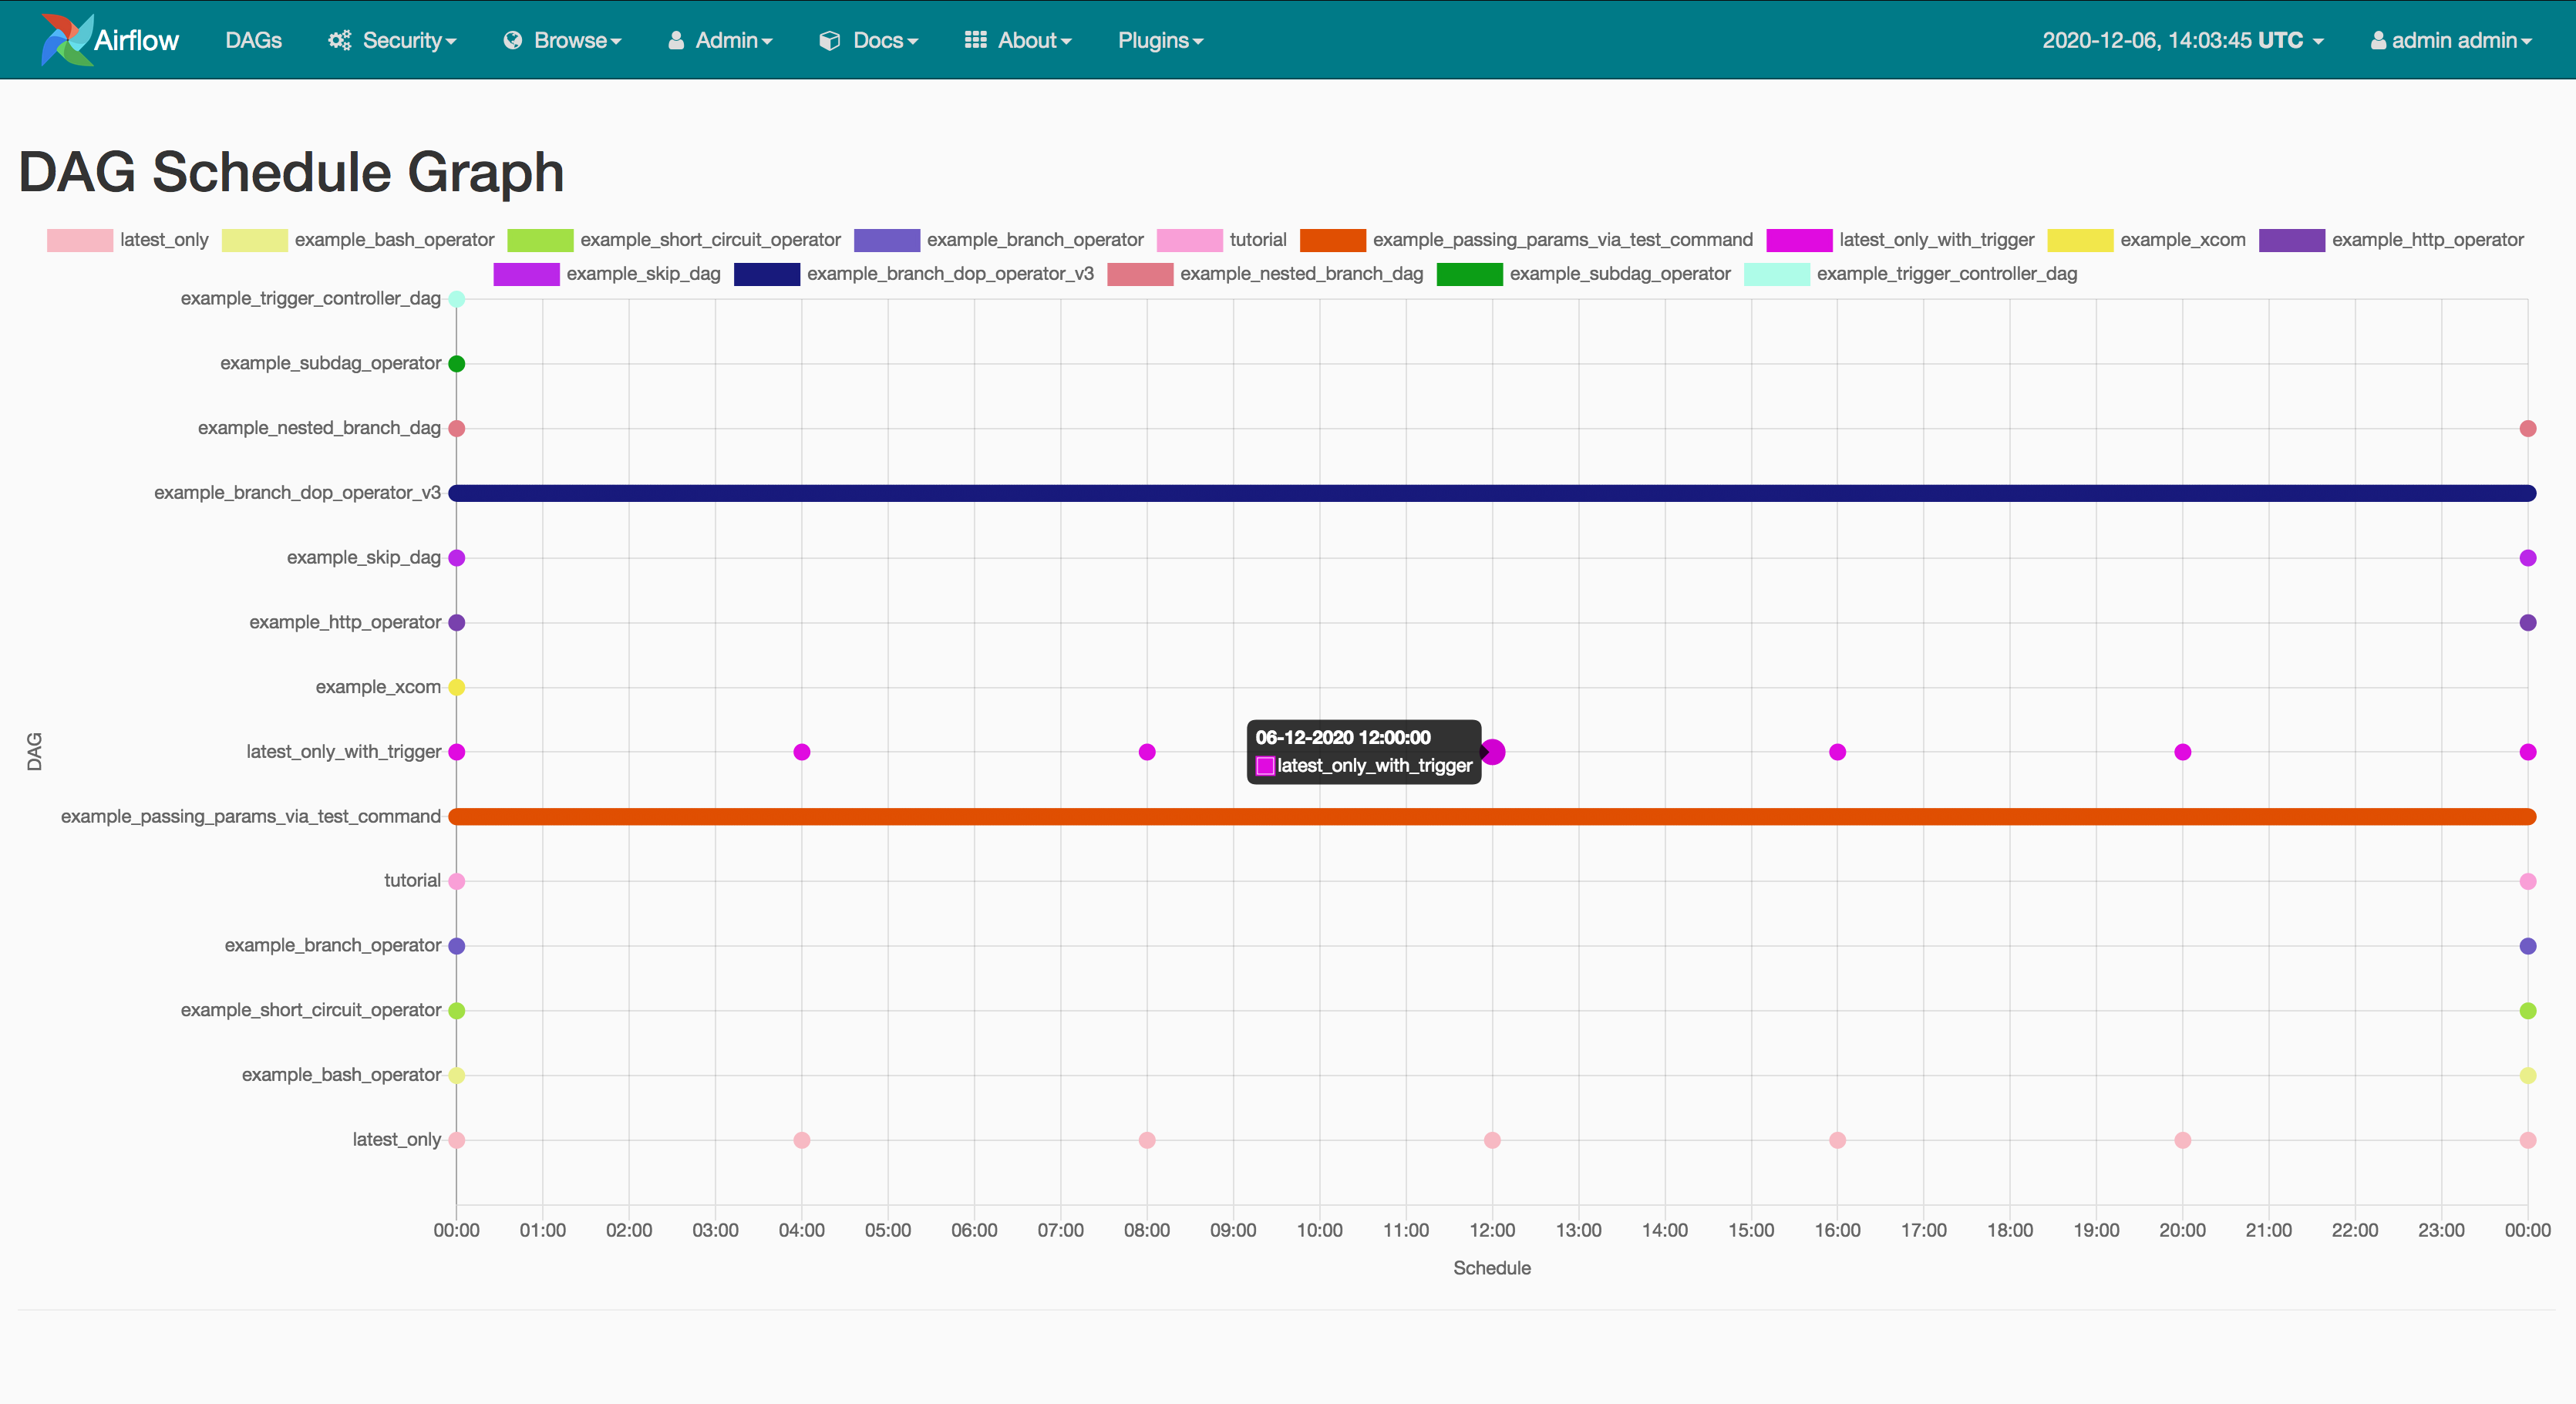 Airflow DAGs Security Browse Admin Docs About Plugins 2020-12-06, 14:03:45 UTC admin admin
DAG Schedule Graph
latest_only example_bash_operator example_short_circuit_operator example_branch_operator tutorial example_passing_params_via_test_command latest_only_with_trigger example_xcom example_http_operator
example_skip_dag example_branch_dop_operator_v3 example_nested_branch_dag example_subdag_operator example_trigger_controller_dag
example_trigger_controller_dag
example_subdag_operator
example_nested_branch_dag
example_branch_dop_operator_v3
example_skip_dag
example_http_operator
example_xcom
06-12-2020 12:00:00
latest_only_with_trigger
latest_only_with_trigger
DAG
example_passing_params_via_test_command
tutorial
example_branch_operator
example_short_circuit_operator
example_bash_operator
latest_only
00:00 01:00 02:00 03:00 04:00 05:00 06:00 07:00 08:00 09:00 10:00 11:00 12:00 13:00 14:00 15:00 16:00 17:00 18:00 19:00 20:00 21:00 22:00 23:00 00:00
Schedule